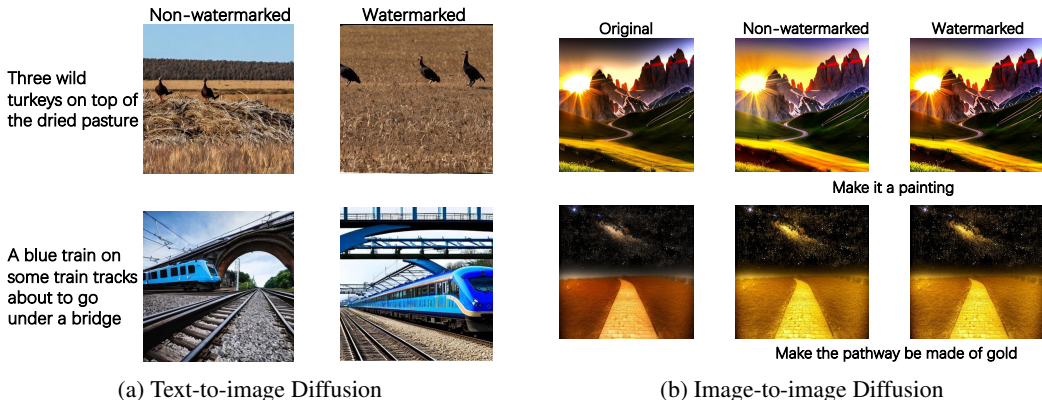 Non-watermarked Watermarked
Three wild
turkeys on top of
the dried pasture
A blue train on
some train tracks
about to go
under a bridge
(a) Text-to-image Diffusion
Original Non-watermarked Watermarked
Make it a painting
Make the pathway be made of gold
(b) Image-to-image Diffusion